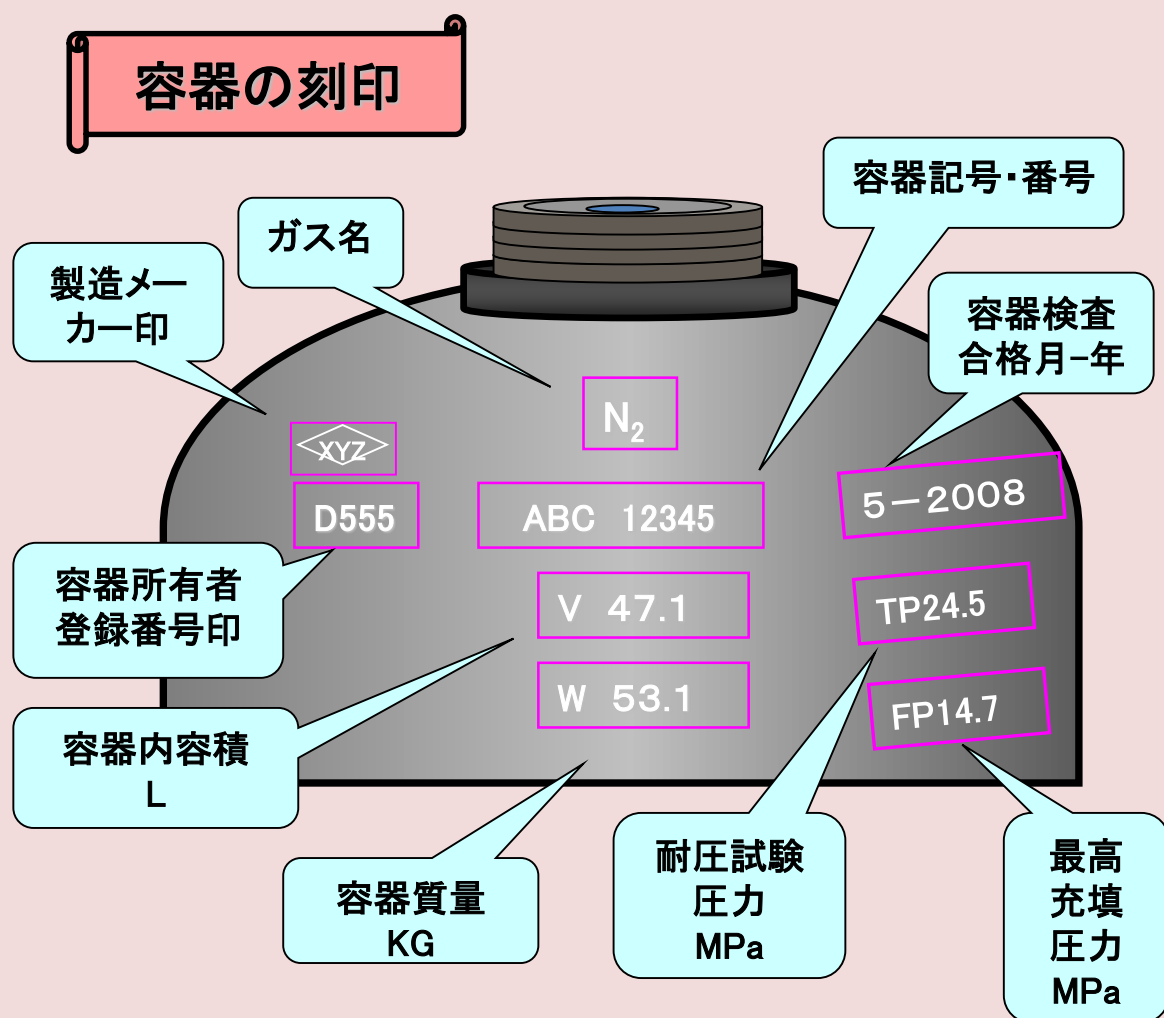 容器の刻印
容器記号・番号
ガス名
製造メー
カー印
容器検査
合格月-年
N₂
XYZ
D555
ABC 12345
5-2008
容器所有者
登録番号印
V 47.1
TP24.5
W 53.1
FP14.7
容器内容積
L
容器質量
KG
耐圧試験
圧力
MPa
最高
充填
圧力
MPa